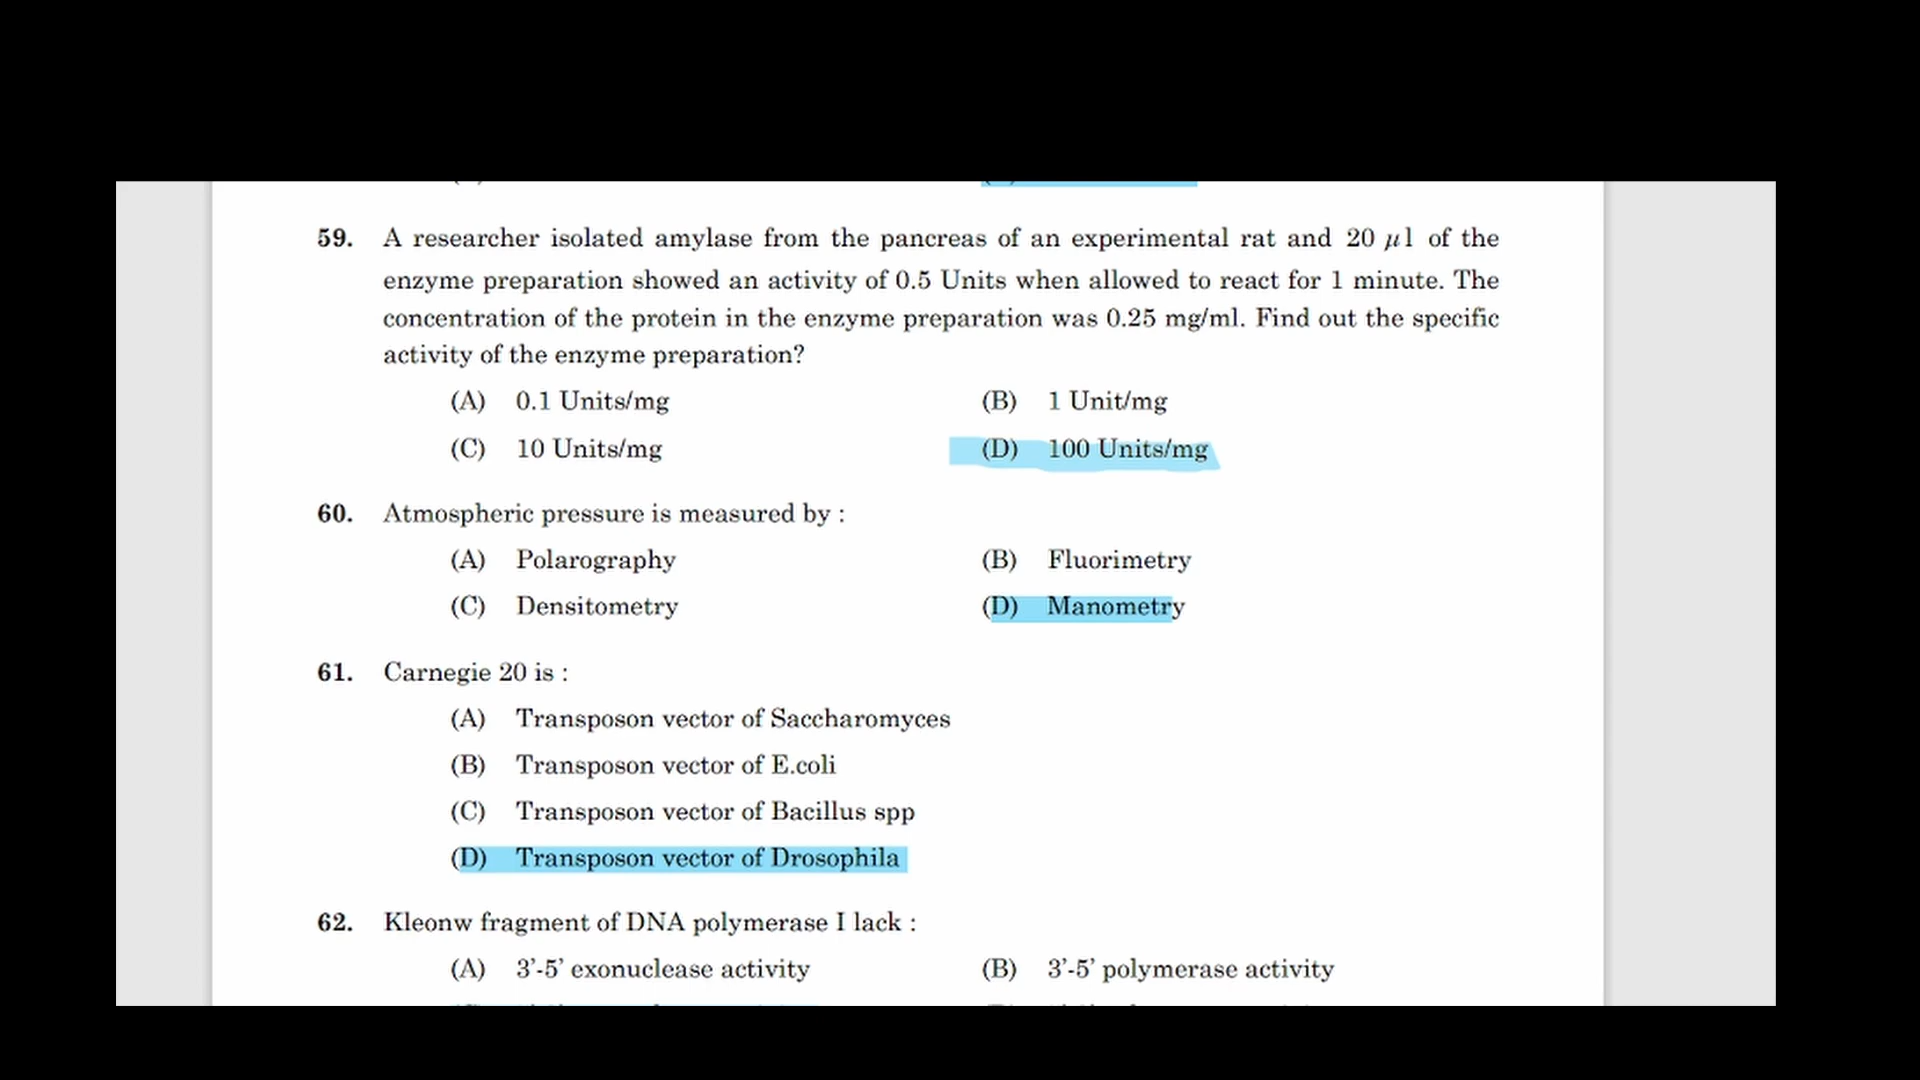 59. A researcher isolated amylase from the pancreas of an experimental rat and 20 μl of the
enzyme preparation showed an activity of 0.5 Units when allowed to react for 1 minute. The
concentration of the protein in the enzyme preparation was 0.25 mg/ml. Find out the specific
activity of the enzyme preparation?
(A) 0.1 Units/mg (B) 1 Unit/mg
(C) 10 Units/mg (D) 100 Units/mg
60. Atmospheric pressure is measured by :
(A) Polarography (B) Fluorimetry
(C) Densitometry (D) Manometry
61. Carnegie 20 is :
(A) Transposon vector of Saccharomyces
(B) Transposon vector of E.coli
(C) Transposon vector of Bacillus spp
(D) Transposon vector of Drosophila
62. Kleonw fragment of DNA polymerase I lack :
(A) 3’-5’ exonuclease activity (B) 3’-5’ polymerase activity